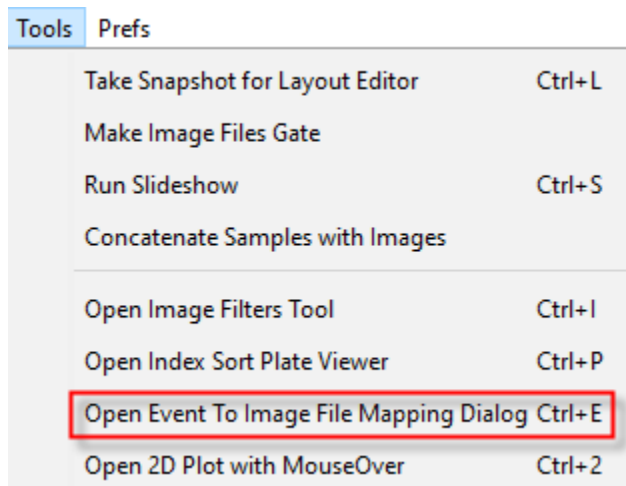 Tools Prefs
Take Snapshot for Layout Editor Ctrl+L
Make Image Files Gate
Run Slideshow Ctrl+S
Concatenate Samples with Images
Open Image Filters Tool Ctrl+I
Open Index Sort Plate Viewer Ctrl+P
Open Event To Image File Mapping Dialog Ctrl+E
Open 2D Plot with MouseOver Ctrl+2